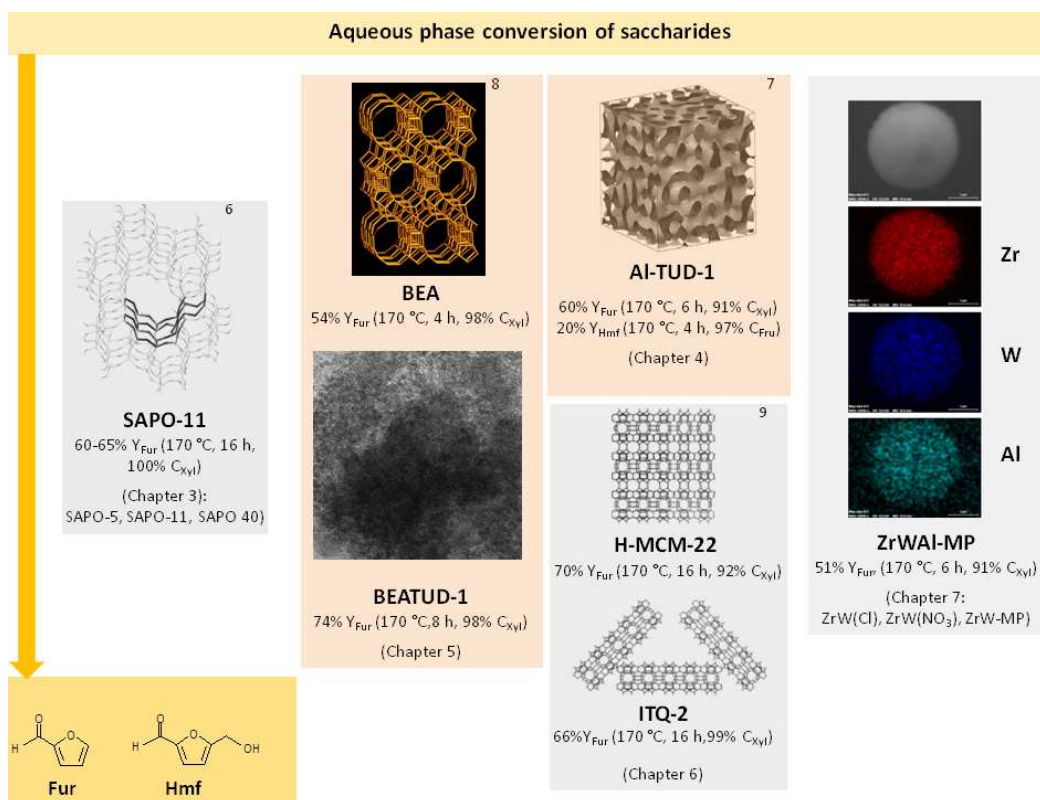 Aqueous phase conversion of saccharides
6
SAPO-11
60-65% Y_Fur (170 °C, 16 h,
100% C_Xyl)
(Chapter 3):
SAPO-5, SAPO-11, SAPO 40)
8
BEA
54% Y_Fur (170 °C, 4 h, 98% C_Xyl)
BEATUD-1
74% Y_Fur (170 °C,8 h, 98% C_Xyl)
(Chapter 5)
7
Al-TUD-1
60% Y_Fur (170 °C, 6 h, 91% C_Xyl)
20% Y_Hmf (170 °C, 4 h, 97% C_Fru)
(Chapter 4)
9
H-MCM-22
70% Y_Fur (170 °C, 16 h, 92% C_Xyl)
ITQ-2
66%Y_Fur (170 °C, 16 h,99% C_Xyl)
(Chapter 6)
Zr
W
Al
ZrWAl-MP
51% Y_Fur, (170 °C, 6 h, 91% C_Xyl)
(Chapter 7:
ZrW(Cl), ZrW(NO₃), ZrW-MP)
O
H
O
Fur
O
H
O
OH
Hmf